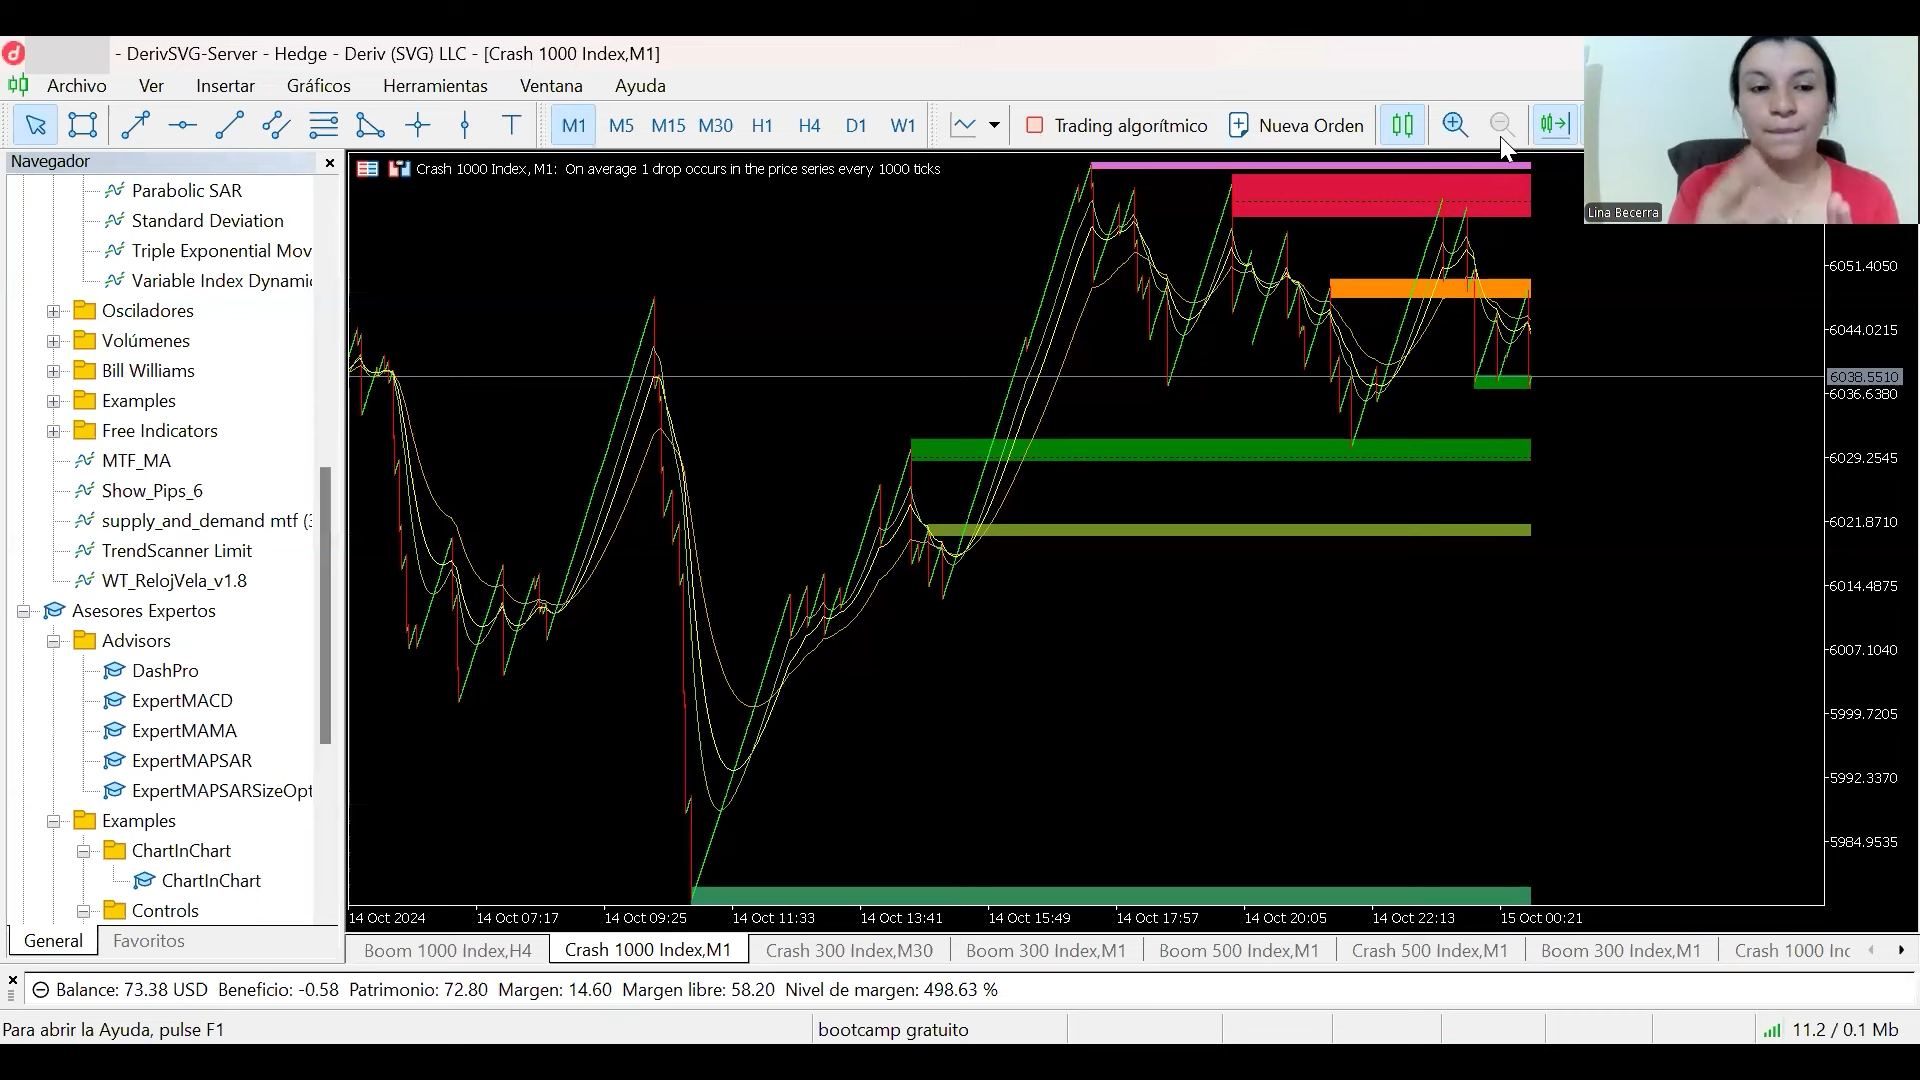 - DerivSVG-Server - Hedge - Deriv (SVG) LLC - [Crash 1000 Index,M1]
Archivo Ver Insertar Gráficos Herramientas Ventana Ayuda
T M1 M5 M15 M30 H1 H4 D1 W1 Trading algorítmico Nueva Orden
Lina Becerra
Navegador
Parabolic SAR
Standard Deviation
Triple Exponential Mov
Variable Index Dynamic
Osciladores
Volúmenes
Bill Williams
Examples
Free Indicators
MTF_MA
Show_Pips_6
supply_and_demand mtf (3
TrendScanner Limit
WT_RelojVela_v1.8
Asesores Expertos
Advisors
DashPro
ExpertMACD
ExpertMAMA
ExpertMAPSAR
ExpertMAPSARSizeOpt
Examples
ChartInChart
ChartInChart
Controls
General Favoritos
Crash 1000 Index, M1: On average 1 drop occurs in the price series every 1000 ticks
6051.4050
6044.0215
6038.5510
6036.6380
6029.2545
6021.8710
6014.4875
6007.1040
5999.7205
5992.3370
5984.9535
14 Oct 2024 14 Oct 07:17 14 Oct 09:25 14 Oct 11:33 14 Oct 13:41 14 Oct 15:49 14 Oct 17:57 14 Oct 20:05 14 Oct 22:13 15 Oct 00:21
Boom 1000 Index,H4 Crash 1000 Index,M1 Crash 300 Index,M30 Boom 300 Index,M1 Boom 500 Index,M1 Crash 500 Index,M1 Boom 300 Index,M1 Crash 1000 Inc
Balance: 73.38 USD Beneficio: -0.58 Patrimonio: 72.80 Margen: 14.60 Margen libre: 58.20 Nivel de margen: 498.63 %
Para abrir la Ayuda, pulse F1 bootcamp gratuito 11.2 / 0.1 Mb